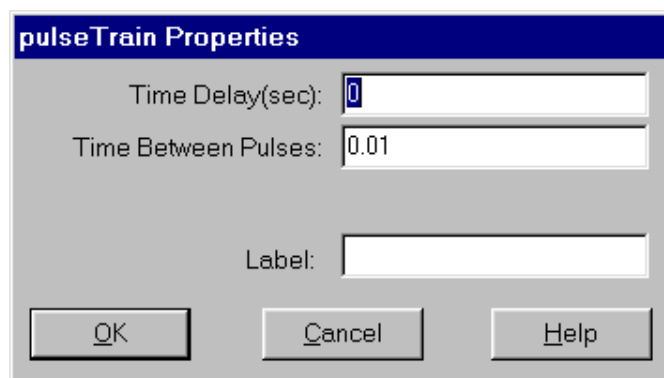 pulseTrain Properties
Time Delay(sec): 0
Time Between Pulses: 0.01
Label:
OK Cancel Help